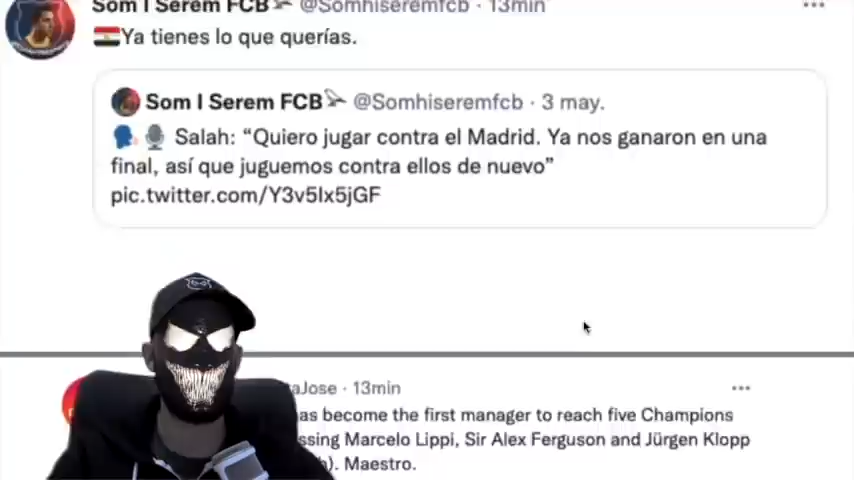 Som I Serem FCB @Somhiseremfcb · 13min
Ya tienes lo que querías.
Som I Serem FCB @Somhiseremfcb · 3 may.
Salah: “Quiero jugar contra el Madrid. Ya nos ganaron en una
final, así que juguemos contra ellos de nuevo”
pic.twitter.com/Y3v5Ix5jGF
aJose · 13min
as become the first manager to reach five Champions
ssing Marcelo Lippi, Sir Alex Ferguson and Jürgen Klopp
h). Maestro.